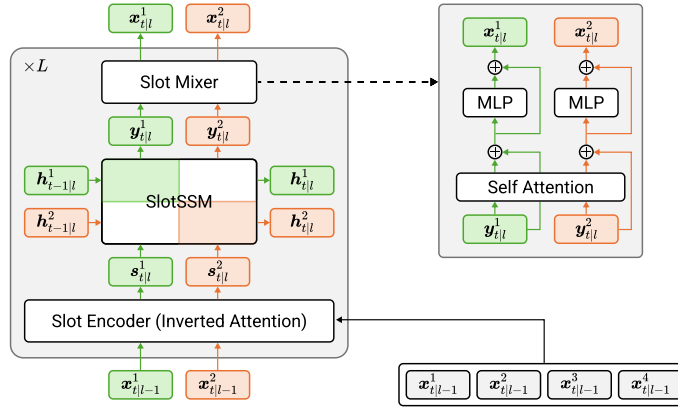 x^1_{t|l} x^2_{t|l}
×L
Slot Mixer
y^1_{t|l} y^2_{t|l}
h^1_{t−1|l} SlotSSM h^1_{t|l}
h^2_{t−1|l} h^2_{t|l}
s^1_{t|l} s^2_{t|l}
Slot Encoder (Inverted Attention)
x^1_{t|l−1} x^2_{t|l−1}
x^1_{t|l} x^2_{t|l}
MLP MLP
Self Attention
y^1_{t|l} y^2_{t|l}
x^1_{t|l−1} x^2_{t|l−1} x^3_{t|l−1} x^4_{t|l−1}